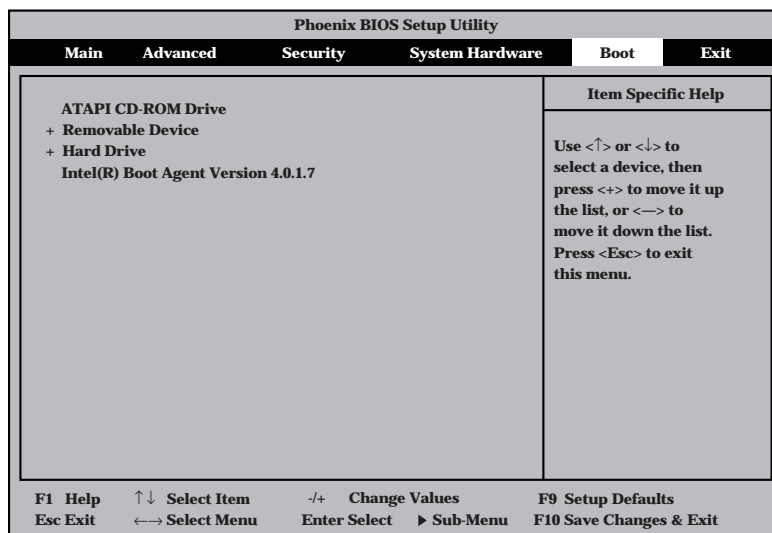 Phoenix BIOS Setup Utility
Main Advanced Security System Hardware Boot Exit
ATAPI CD-ROM Drive
+ Removable Device
+ Hard Drive
Intel(R) Boot Agent Version 4.0.1.7
Item Specific Help
Use <↑> or <↓> to
select a device, then
press <+> to move it up
the list, or <—> to
move it down the list.
Press <Esc> to exit
this menu.
F1 Help ↑↓ Select Item -/+ Change Values F9 Setup Defaults
Esc Exit ←→ Select Menu Enter Select ▶ Sub-Menu F10 Save Changes & Exit